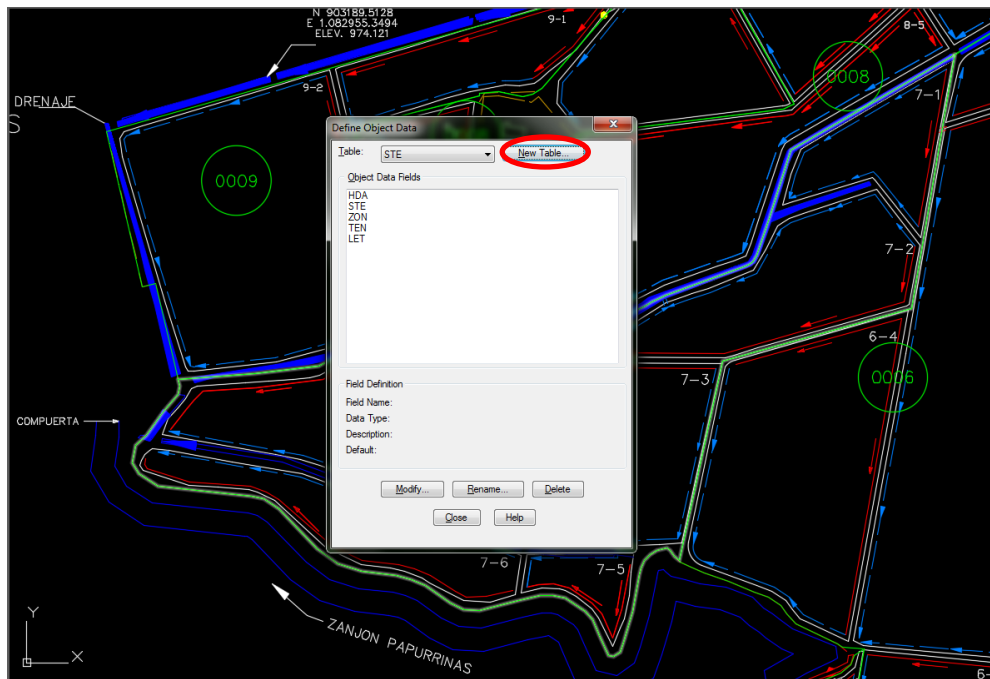 N 903189.5128
E 1.082955.3494
ELEV. 974.121
9-1
8-5
9-2
0008
7-1
DRENAJE
S
Define Object Data
Table:
STE
New Table...
0009
Object Data Fields
HDA
STE
ZON
TEN
LET
7-2
6-4
7-3
0006
Field Definition
Field Name:
Data Type:
Description:
Default:
COMPUERTA
Modify...
Rename...
Delete
Close
Help
7-6
7-5
ZANJON PAPURRINAS
Y
X
6-